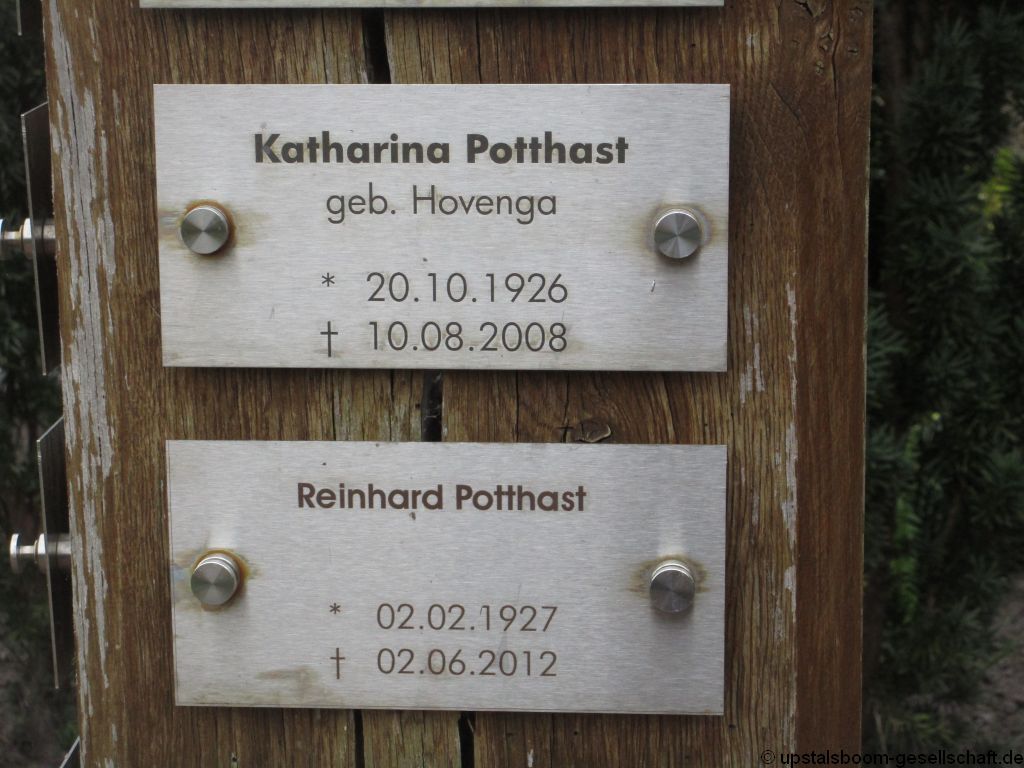 Katharina Potthast
geb. Hovenga
* 20.10.1926
† 10.08.2008
Reinhard Potthast
* 02.02.1927
† 02.06.2012
© upstalsboom-gesellschaft.de